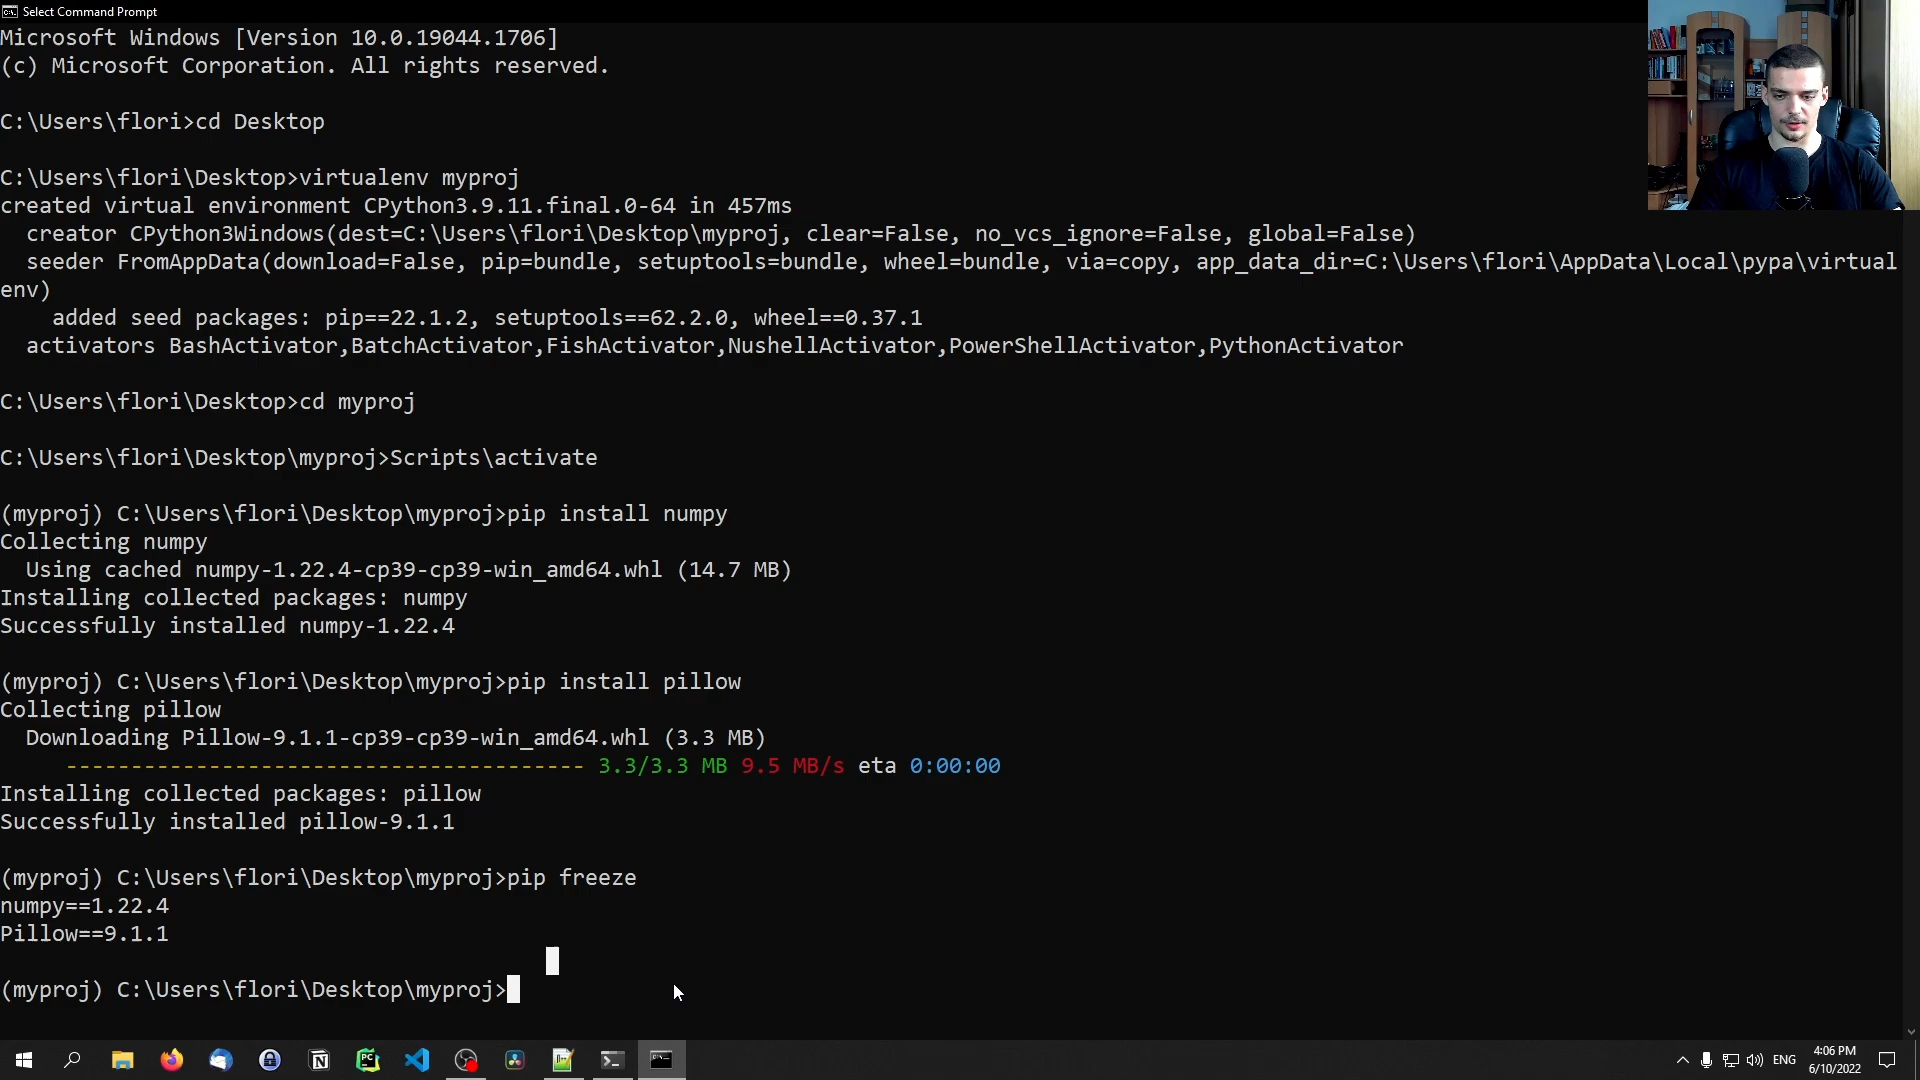 Select Command Prompt
Microsoft Windows [Version 10.0.19044.1706]
(c) Microsoft Corporation. All rights reserved.
C:\Users\flori>cd Desktop
C:\Users\flori\Desktop>virtualenv myproj
created virtual environment CPython3.9.11.final.0-64 in 457ms
  creator CPython3Windows(dest=C:\Users\flori\Desktop\myproj, clear=False, no_vcs_ignore=False, global=False)
  seeder FromAppData(download=False, pip=bundle, setuptools=bundle, wheel=bundle, via=copy, app_data_dir=C:\Users\flori\AppData\Local\pypa\virtual
env)
    added seed packages: pip==22.1.2, setuptools==62.2.0, wheel==0.37.1
  activators BashActivator,BatchActivator,FishActivator,NushellActivator,PowerShellActivator,PythonActivator
C:\Users\flori\Desktop>cd myproj
C:\Users\flori\Desktop\myproj>Scripts\activate
(myproj) C:\Users\flori\Desktop\myproj>pip install numpy
Collecting numpy
  Using cached numpy-1.22.4-cp39-cp39-win_amd64.whl (14.7 MB)
Installing collected packages: numpy
Successfully installed numpy-1.22.4
(myproj) C:\Users\flori\Desktop\myproj>pip install pillow
Collecting pillow
  Downloading Pillow-9.1.1-cp39-cp39-win_amd64.whl (3.3 MB)
     ---------------------------------------- 3.3/3.3 MB 9.5 MB/s eta 0:00:00
Installing collected packages: pillow
Successfully installed pillow-9.1.1
(myproj) C:\Users\flori\Desktop\myproj>pip freeze
numpy==1.22.4
Pillow==9.1.1
(myproj) C:\Users\flori\Desktop\myproj>
ENG
4:06 PM
6/10/2022